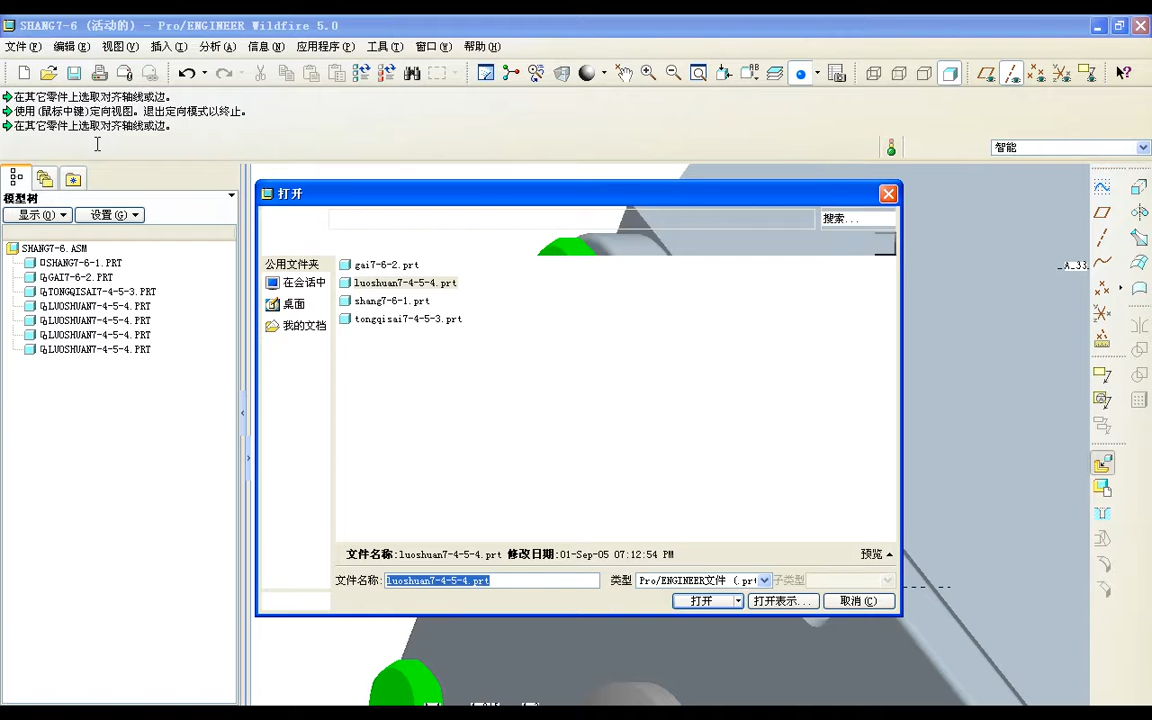 SHANG7-6 (活动的) - Pro/ENGINEER Wildfire 5.0
文件(F) 编辑(E) 视图(V) 插入(I) 分析(A) 信息(N) 应用程序(P) 工具(T) 窗口(W) 帮助(H)
在其它零件上选取对齐轴线或边。
使用(鼠标中键)定向视图。退出定向模式以终止。
在其它零件上选取对齐轴线或边。
智能
模型树
显示(O) 设置(G)
SHANG7-6.ASM
SHANG7-6-1.PRT
GAI7-6-2.PRT
TONGQISAI7-4-5-3.PRT
LUOSHUAN7-4-5-4.PRT
LUOSHUAN7-4-5-4.PRT
LUOSHUAN7-4-5-4.PRT
LUOSHUAN7-4-5-4.PRT
打开
搜索...
公用文件夹
在会话中
桌面
我的文档
gai7-6-2.prt
luoshuan7-4-5-4.prt
shang7-6-1.prt
tongqisai7-4-5-3.prt
文件名称:luoshuan7-4-5-4.prt 修改日期:01-Sep-05 07:12:54 PM 预览
文件名称: luoshuan7-4-5-4.prt 类型 Pro/ENGINEER文件 (.prt 子类型
打开 打开表示... 取消(C)
A_33